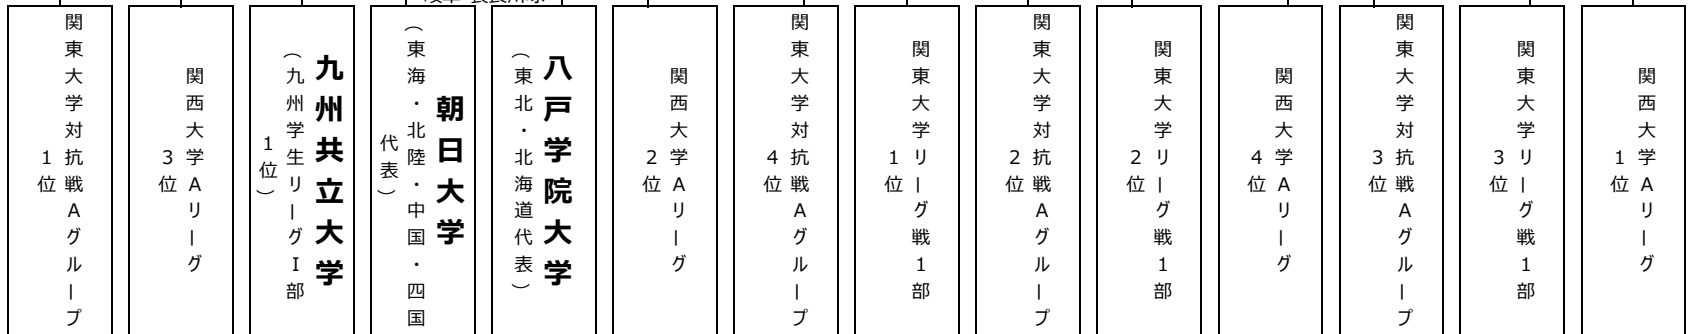 関東大学対抗戦Aグループ
1位
関西大学Aリーグ
3位
九州共立大学
(九州学生リーグⅠ部
1位)
朝日大学
(東海・北陸・中国・四国
代表)
八戸学院大学
(東北・北海道代表)
関西大学Aリーグ
2位
関東大学対抗戦Aグループ
4位
関東大学リーグ戦1部
1位
関東大学対抗戦Aグループ
2位
関東大学リーグ戦1部
2位
関西大学Aリーグ
4位
関東大学対抗戦Aグループ
3位
関東大学リーグ戦1部
3位
関西大学Aリーグ
1位